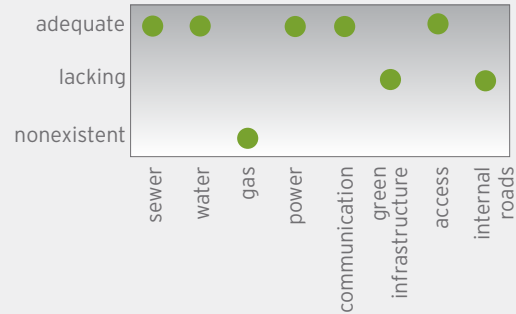 adequate
lacking
nonexistent
sewer
water
gas
power
communication
green
infrastructure
access
internal
roads